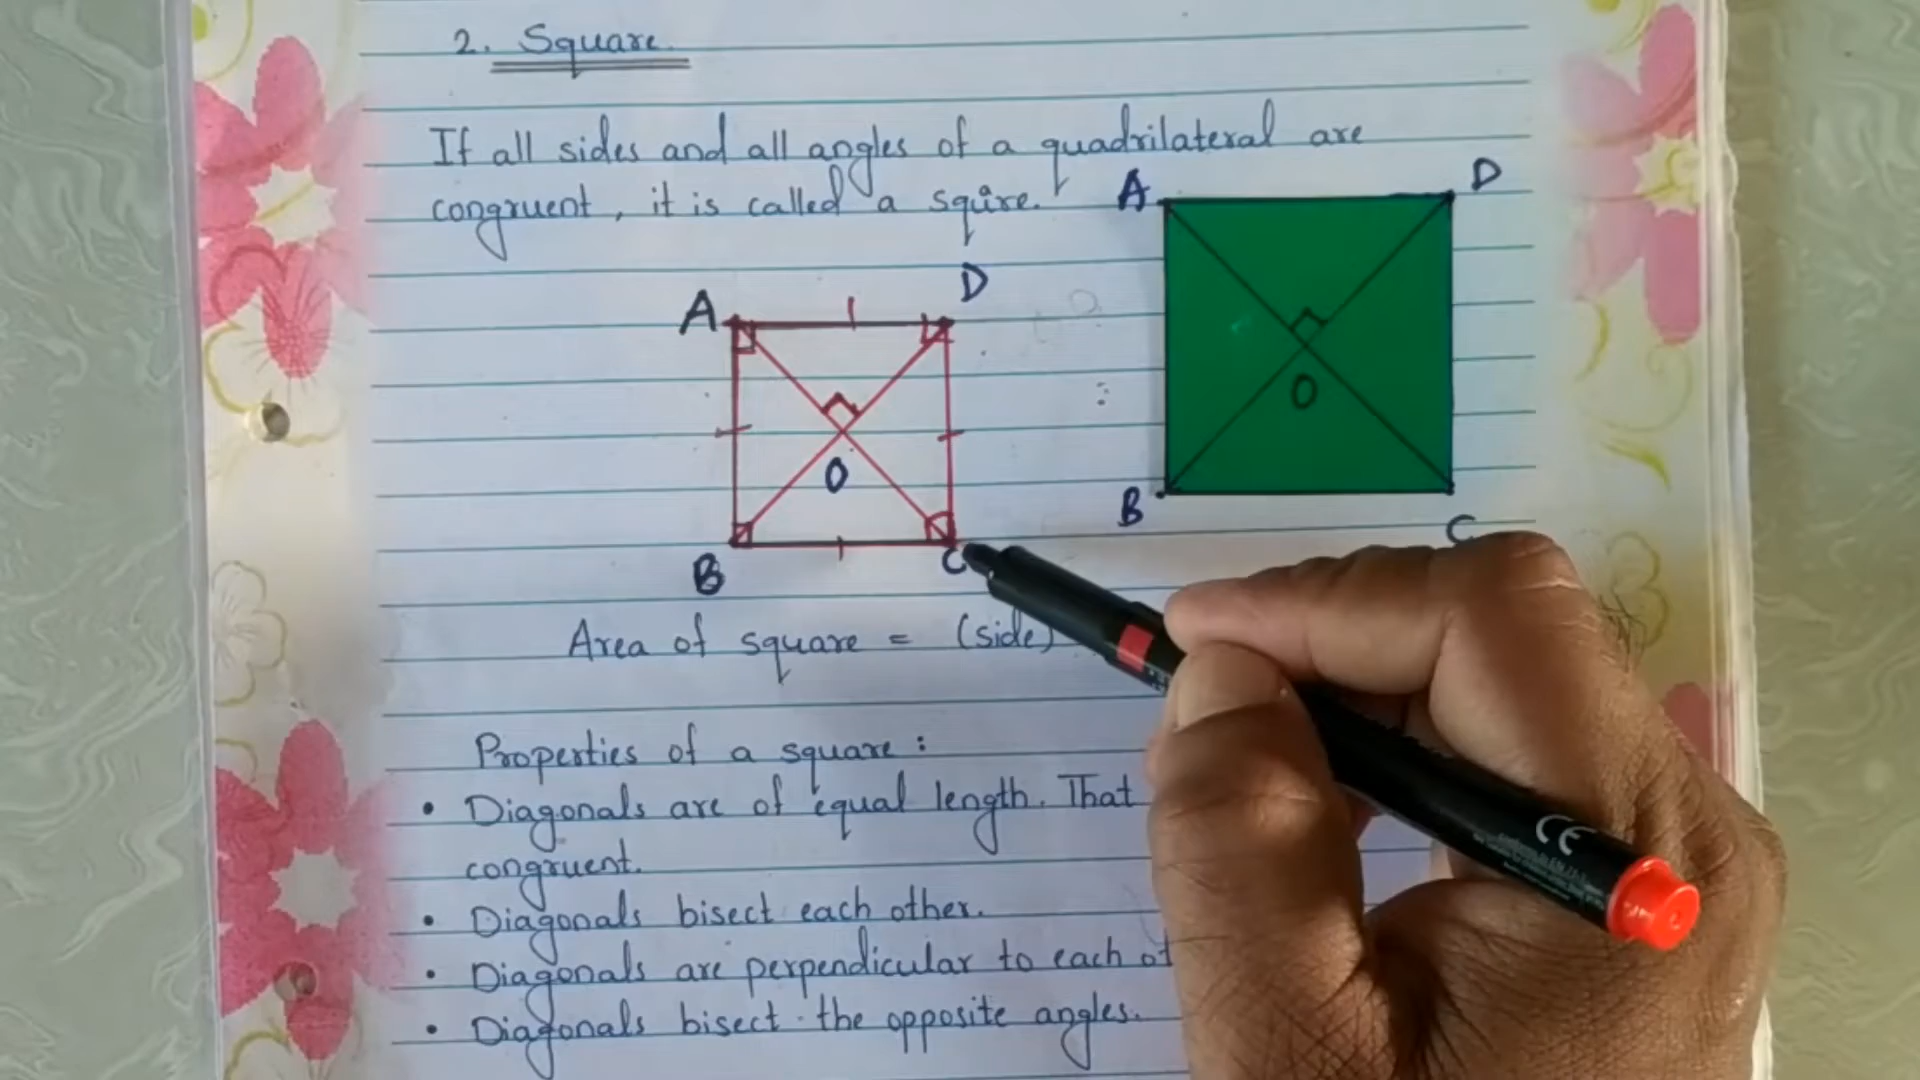 2. Square.
If all sides and all angles of a quadrilateral are
congruent, it is called a squire.
A D
A D
O
O
B C
B C
Area of square = (side)
Properties of a square :
• Diagonals are of equal length. That
congruent.
• Diagonals bisect each other.
• Diagonals are perpendicular to each ot
• Diagonals bisect the opposite angles.
CE